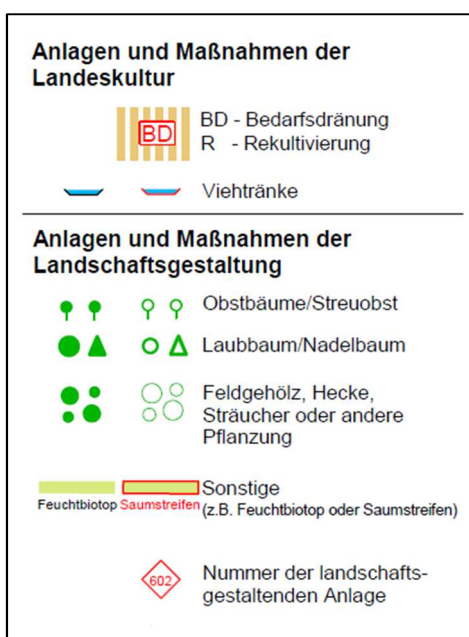 Anlagen und Maßnahmen der
Landeskultur
BD
BD - Bedarfsdränung
R - Rekultivierung
Viehtränke
Anlagen und Maßnahmen der
Landschaftsgestaltung
Obstbäume/Streuobst
Laubbaum/Nadelbaum
Feldgehölz, Hecke,
Sträucher oder andere
Pflanzung
Sonstige
Feuchtbiotop Saumstreifen (z.B. Feuchtbiotop oder Saumstreifen)
602
Nummer der landschafts-
gestaltenden Anlage